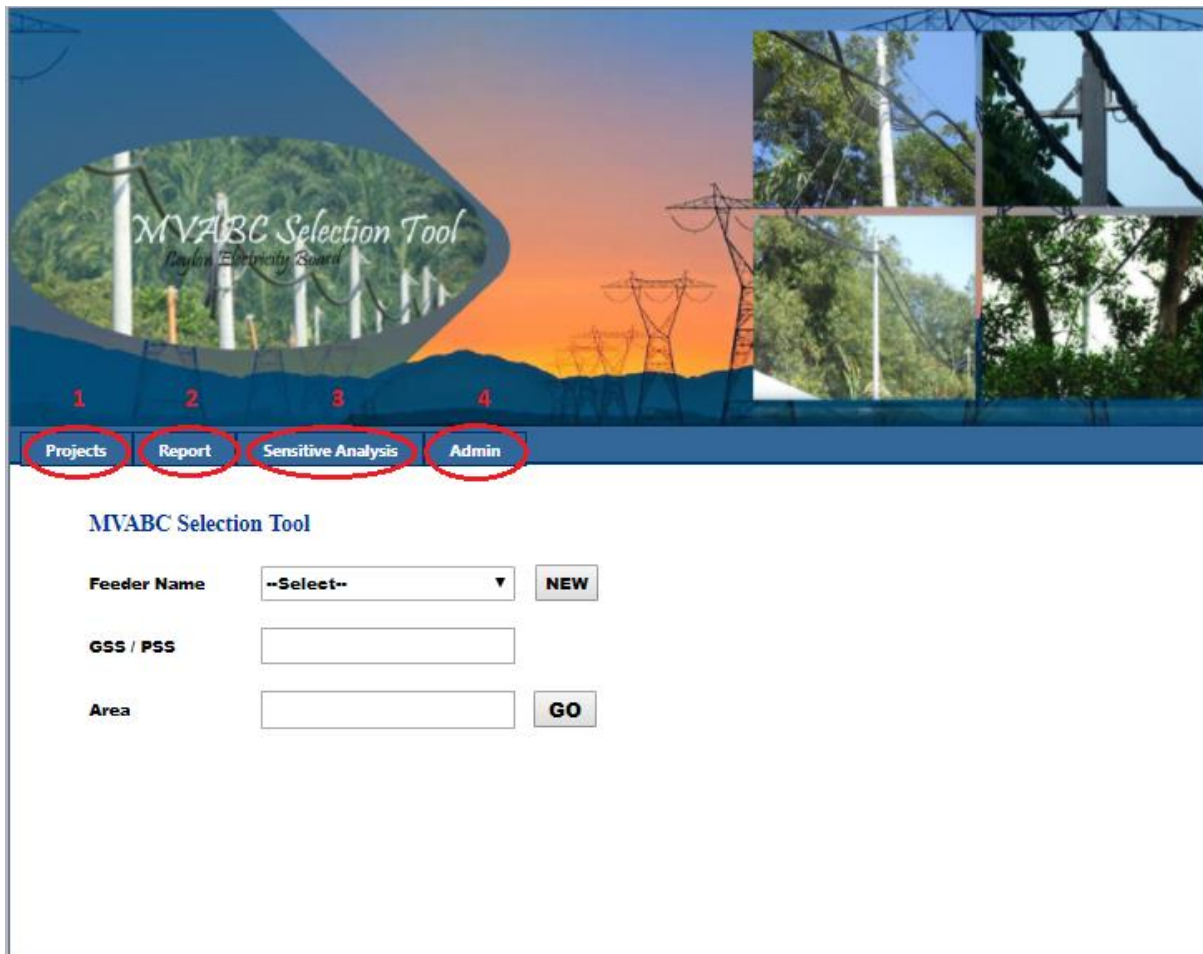 MVABC Selection Tool
Ceylon Electricity Board
1 2 3 4
Projects Report Sensitive Analysis Admin
MVABC Selection Tool
Feeder Name --Select-- NEW
GSS / PSS
Area GO